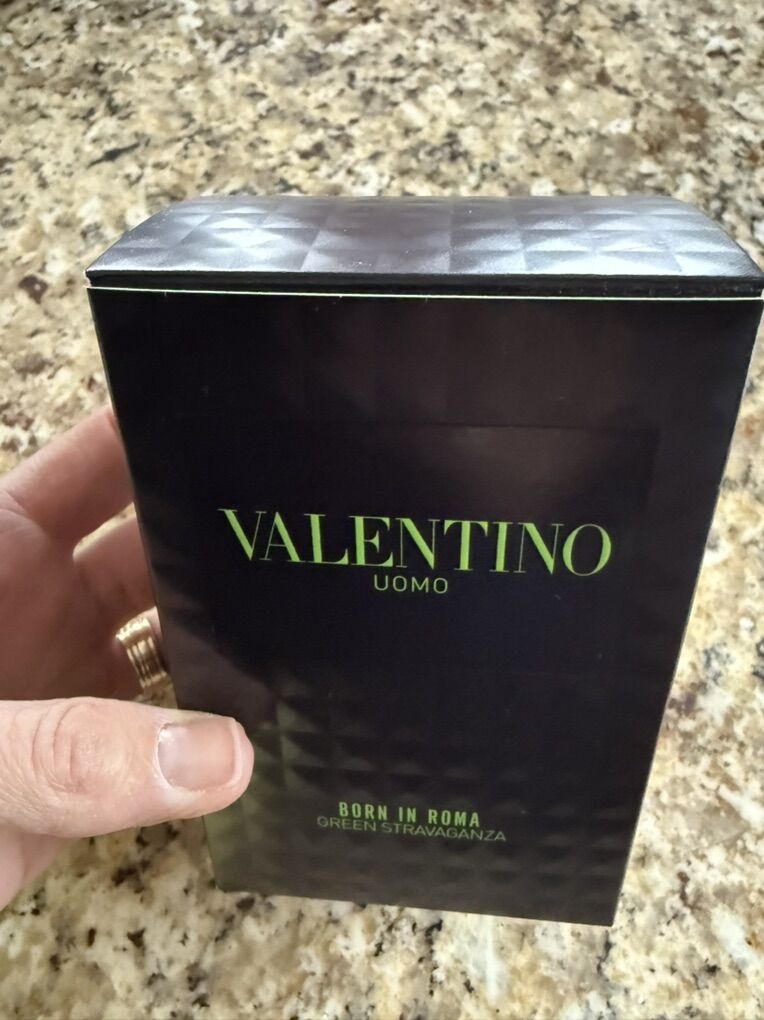 VALENTINO
UOMO
BORN IN ROMA
GREEN STRAVAGANZA